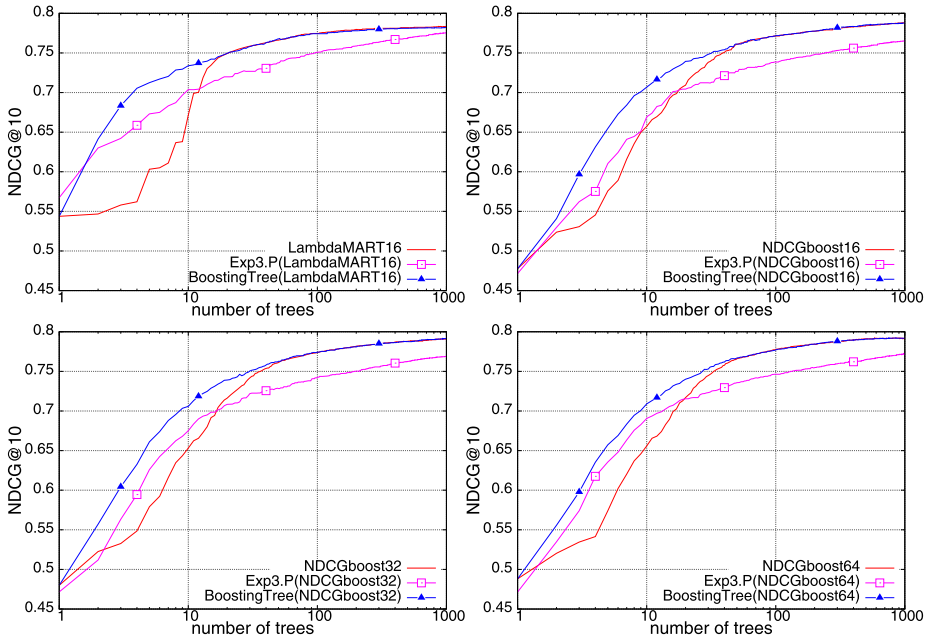 0.8
0.75
0.7
0.65
0.6
0.55
0.5
0.45
NDCG@10
LambdaMART16
Exp3.P(LambdaMART16)
BoostingTree(LambdaMART16)
1 10 100 1000
number of trees
0.8
0.75
0.7
0.65
0.6
0.55
0.5
0.45
NDCG@10
NDCGboost16
Exp3.P(NDCGboost16)
BoostingTree(NDCGboost16)
1 10 100 1000
number of trees
0.8
0.75
0.7
0.65
0.6
0.55
0.5
0.45
NDCG@10
NDCGboost32
Exp3.P(NDCGboost32)
BoostingTree(NDCGboost32)
1 10 100 1000
number of trees
0.8
0.75
0.7
0.65
0.6
0.55
0.5
0.45
NDCG@10
NDCGboost64
Exp3.P(NDCGboost64)
BoostingTree(NDCGboost64)
1 10 100 1000
number of trees